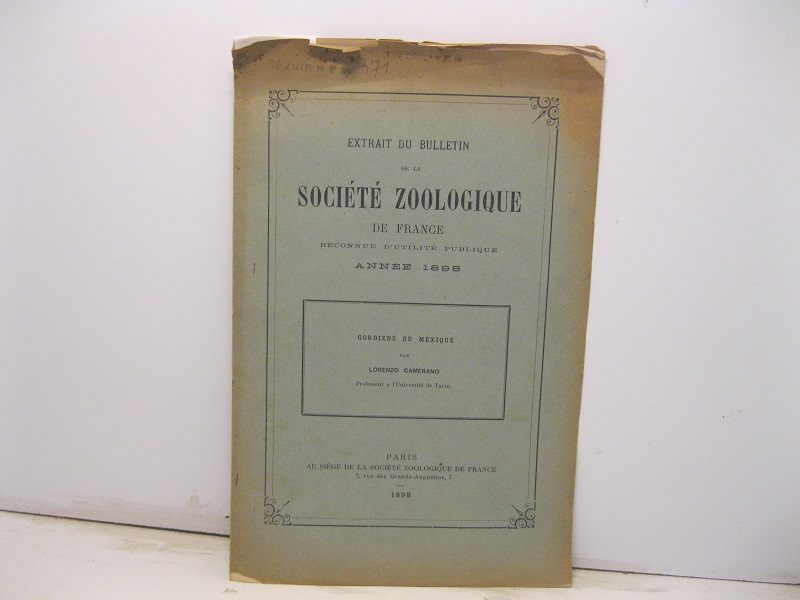 371
EXTRAIT DU BULLETIN
DE LA
SOCIÉTÉ ZOOLOGIQUE
DE FRANCE
RECONNUE D'UTILITÉ PUBLIQUE
ANNÉE 1898
GORDIENS DU MEXIQUE
PAR
LORENZO CAMERANO
Professeur à l'Université de Turin.
PARIS
AU SIÈGE DE LA SOCIÉTÉ ZOOLOGIQUE DE FRANCE
7, rue des Grands-Augustins, 7
1898